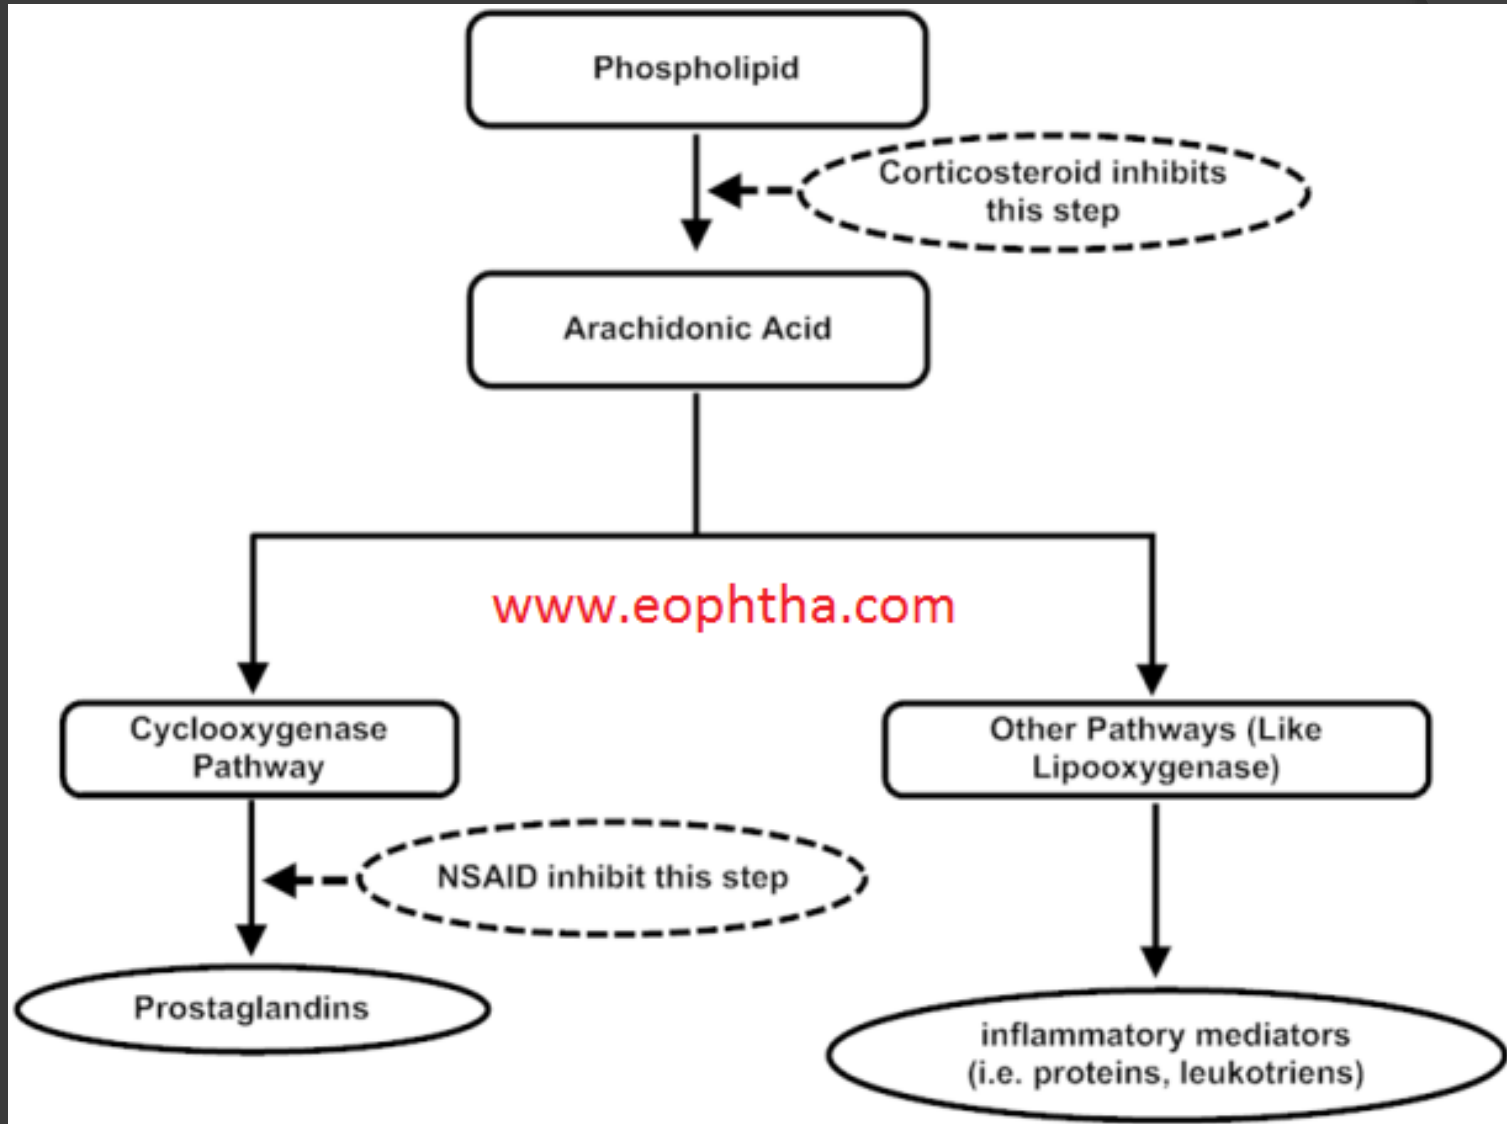 Phospholipid
Corticosteroid inhibits
this step
Arachidonic Acid
www.eophtha.com
Cyclooxygenase
Pathway
Other Pathways (Like
Lipooxygenase)
NSAID inhibit this step
Prostaglandins
inflammatory mediators
(i.e. proteins, leukotriens)